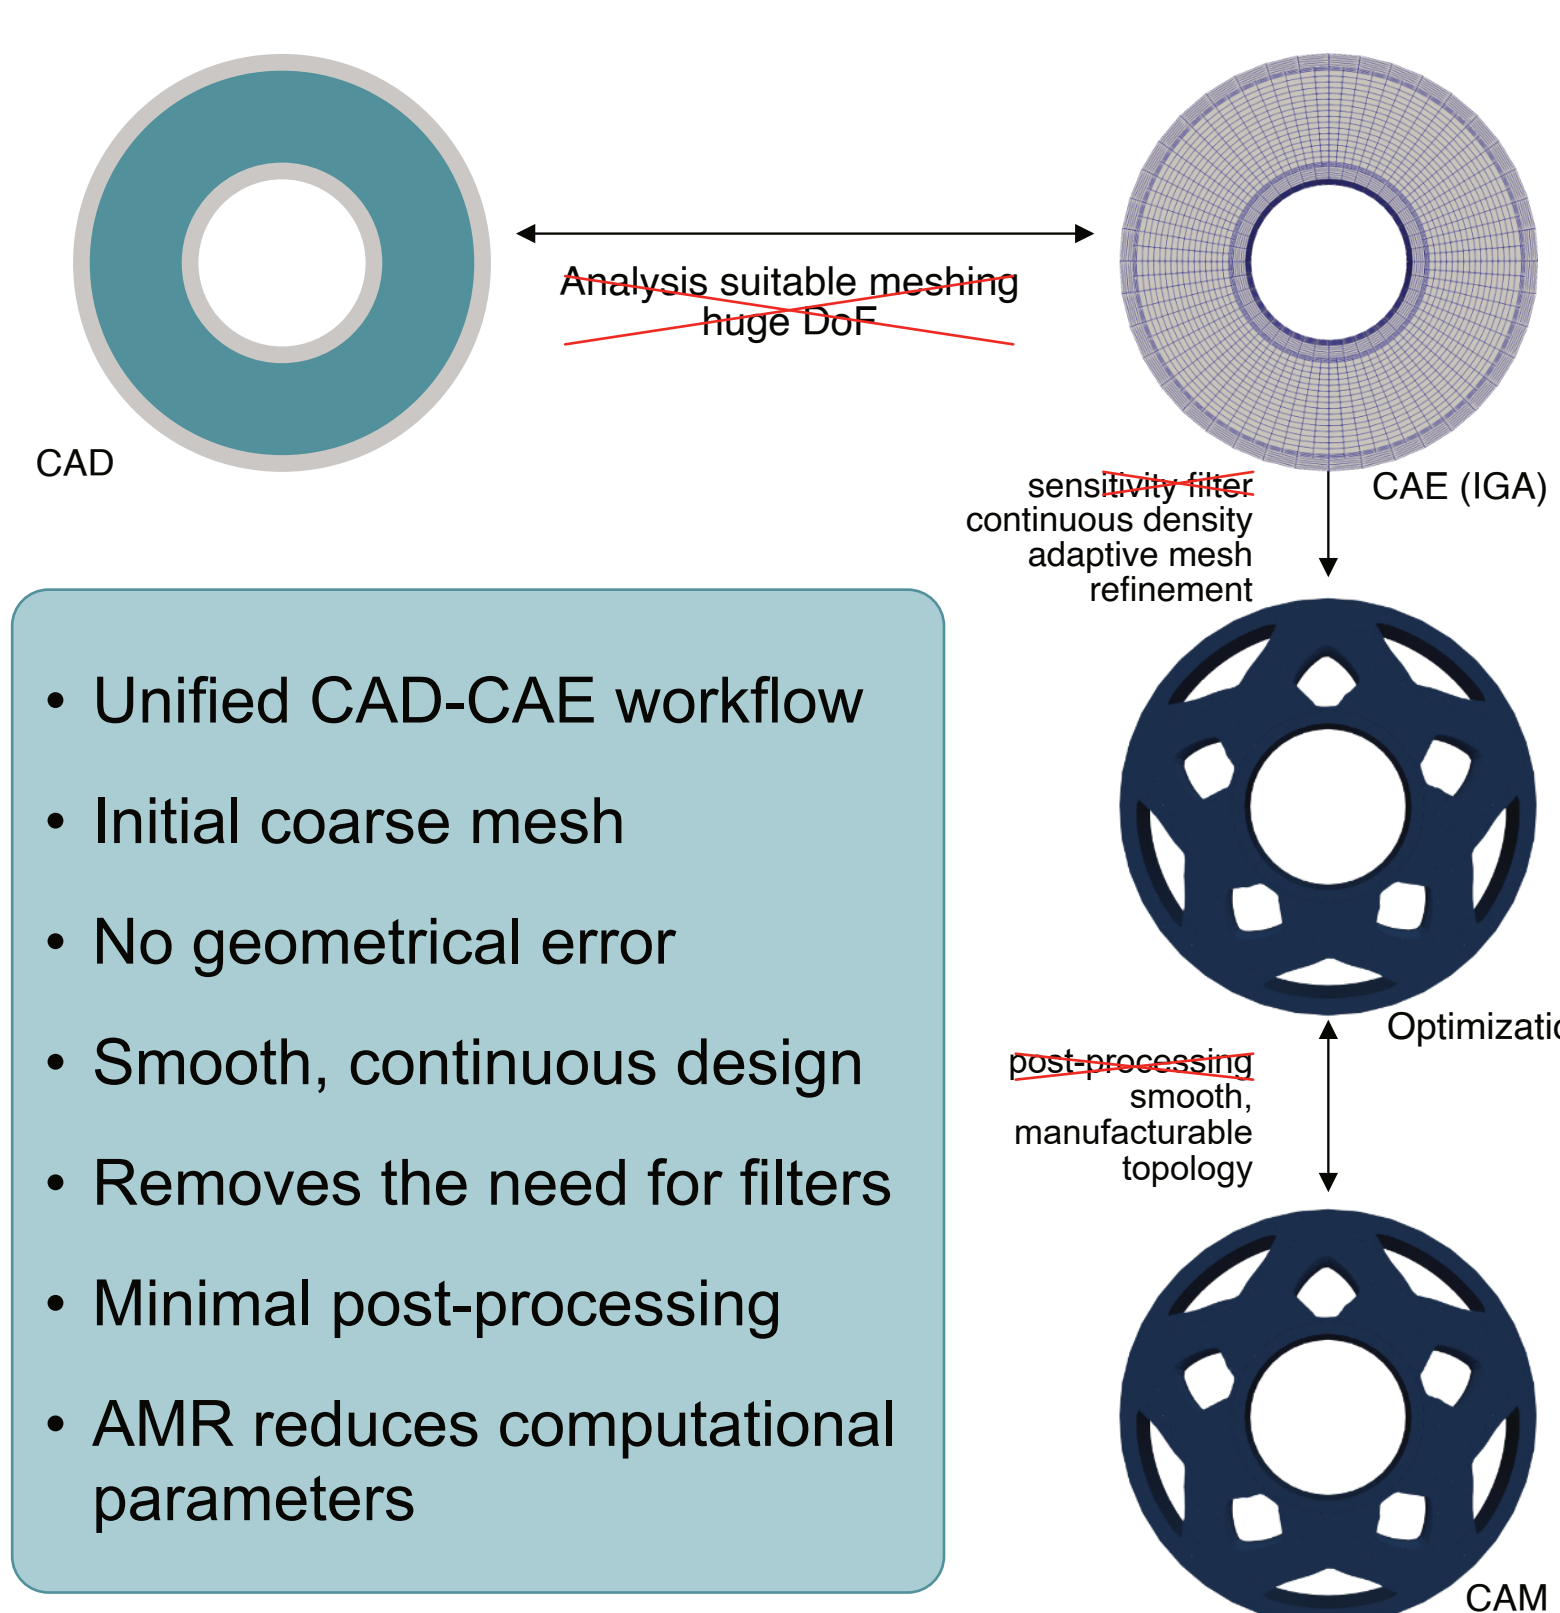 Analysis suitable meshing
huge DoF
CAD
sensitivity filter
continuous density
adaptive mesh
refinement
CAE (IGA)
• Unified CAD-CAE workflow
• Initial coarse mesh
• No geometrical error
• Smooth, continuous design
• Removes the need for filters
• Minimal post-processing
• AMR reduces computational
parameters
Optimizatio
post-processing
smooth,
manufacturable
topology
CAM